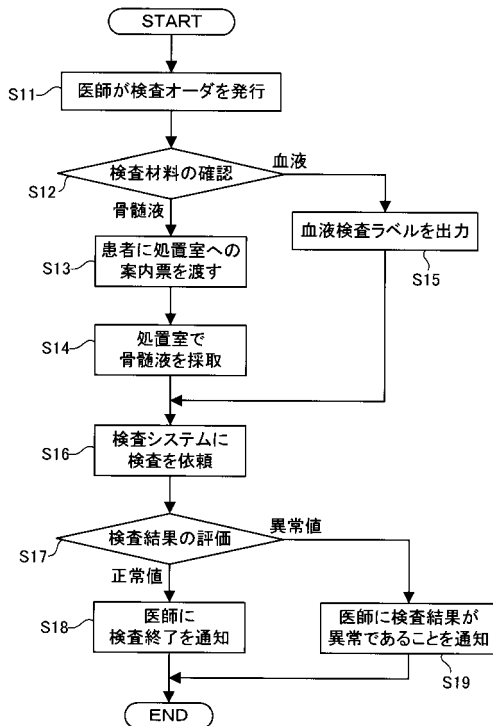 START
S11
医師が検査オーダを発行
S12
検査材料の確認
血液
骨髄液
S13
患者に処置室への
案内票を渡す
血液検査ラベルを出力
S15
S14
処置室で
骨髄液を採取
S16
検査システムに
検査を依頼
S17
検査結果の評価
異常値
正常値
S18
医師に
検査終了を通知
医師に検査結果が
異常であることを通知
S19
END